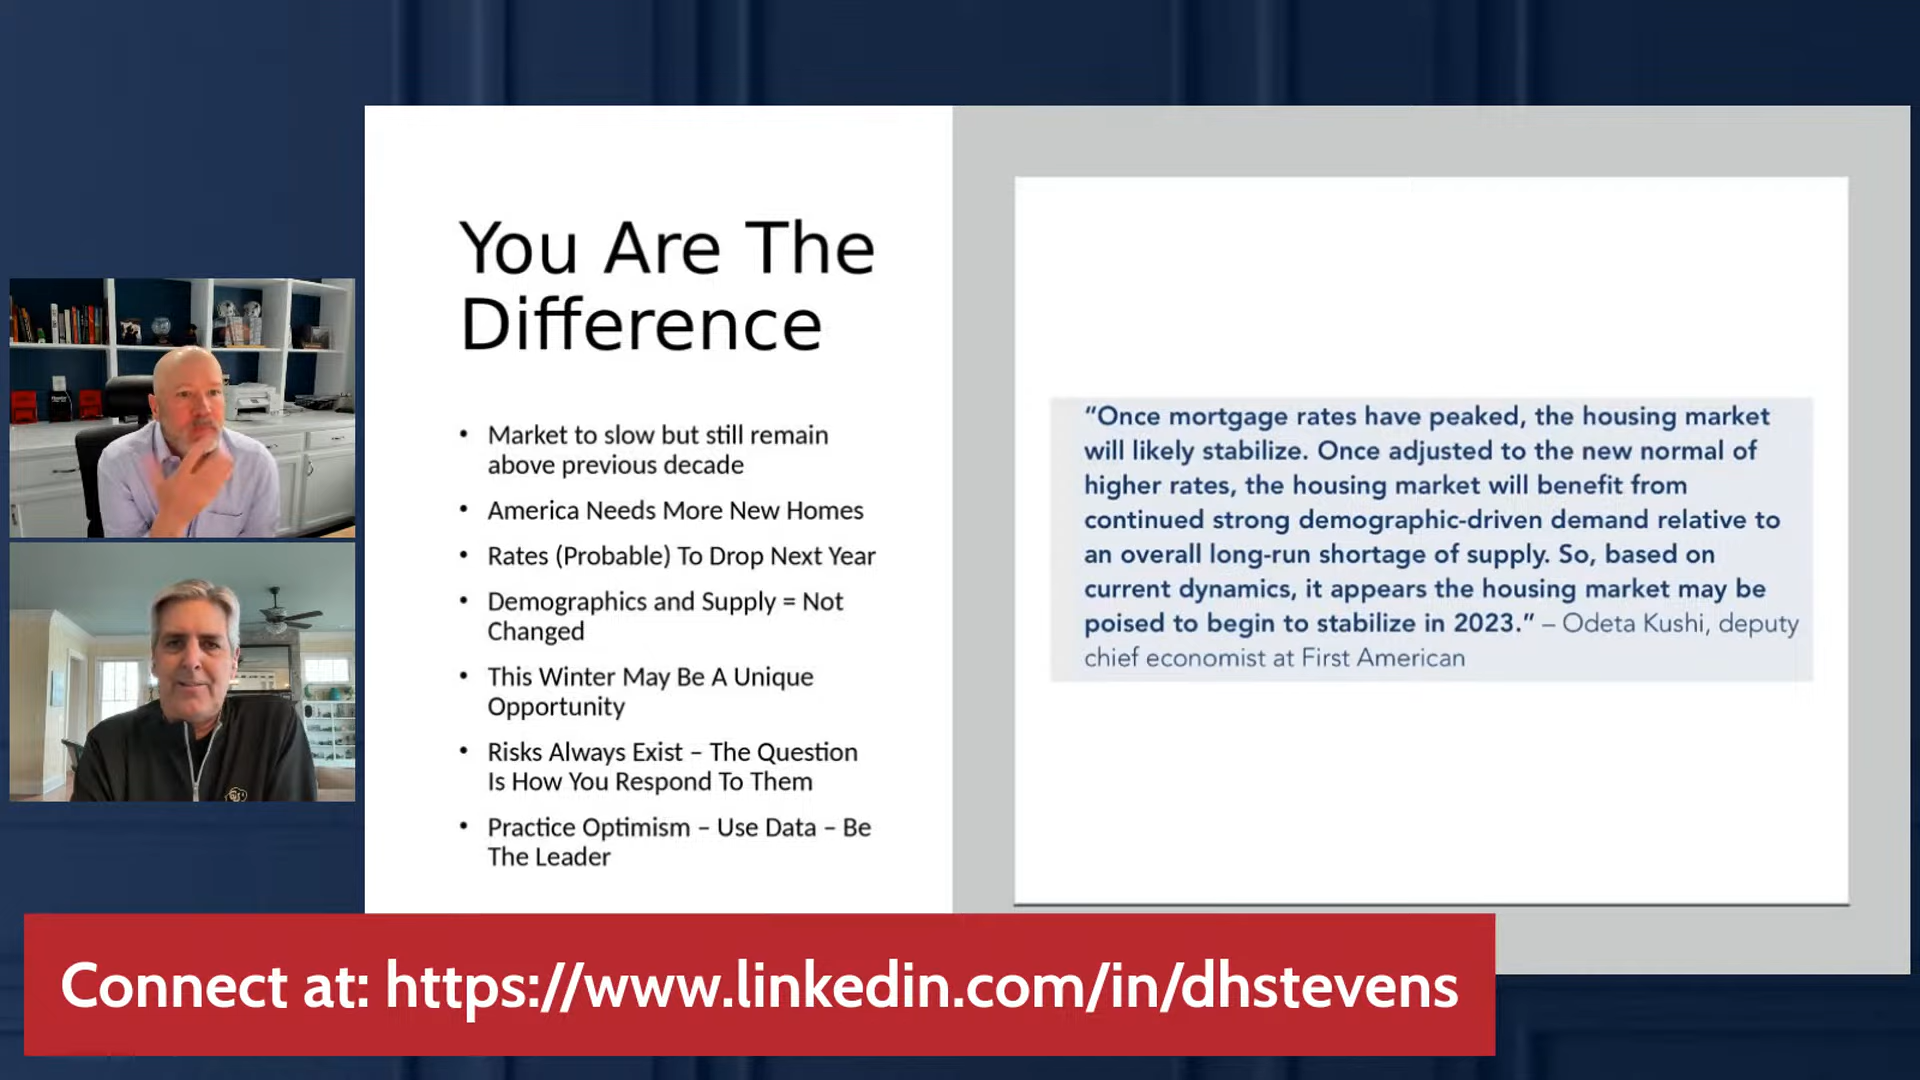 You Are The
Difference
• Market to slow but still remain
above previous decade
• America Needs More New Homes
• Rates (Probable) To Drop Next Year
• Demographics and Supply = Not
Changed
• This Winter May Be A Unique
Opportunity
• Risks Always Exist – The Question
Is How You Respond To Them
• Practice Optimism – Use Data – Be
The Leader
“Once mortgage rates have peaked, the housing market
will likely stabilize. Once adjusted to the new normal of
higher rates, the housing market will benefit from
continued strong demographic-driven demand relative to
an overall long-run shortage of supply. So, based on
current dynamics, it appears the housing market may be
poised to begin to stabilize in 2023.” – Odeta Kushi, deputy
chief economist at First American
Connect at: https://www.linkedin.com/in/dhstevens